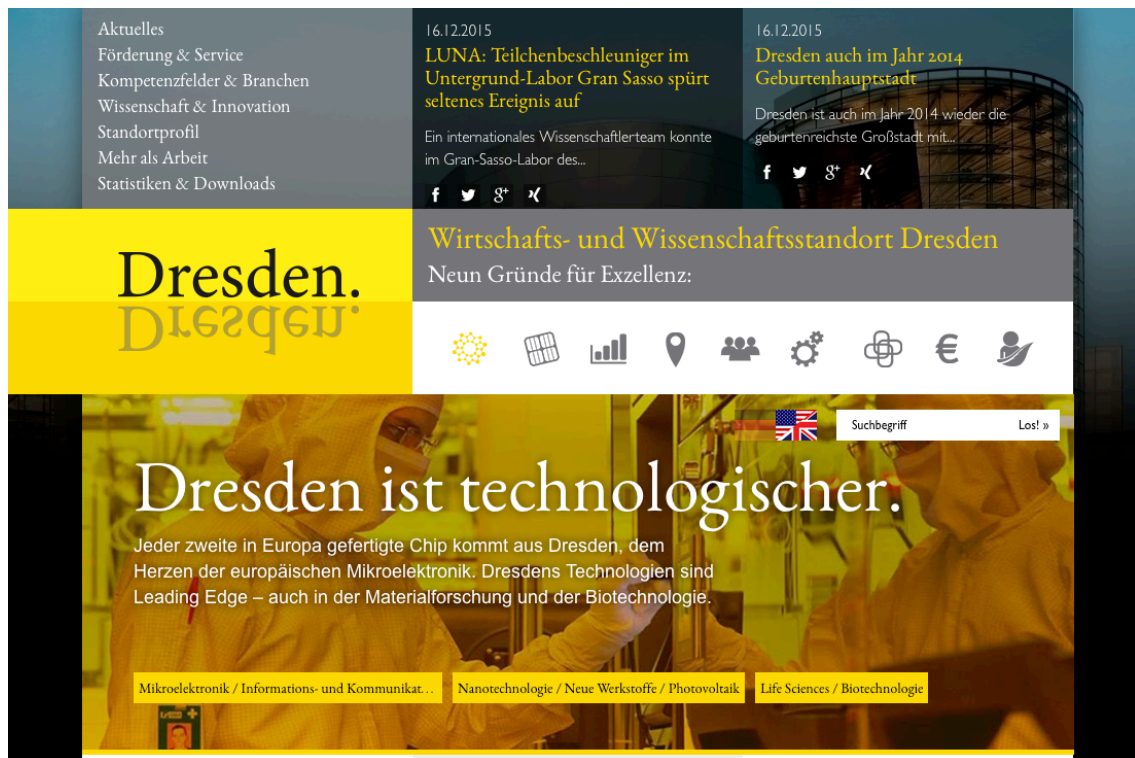 Aktuelles
Förderung & Service
Kompetenzfelder & Branchen
Wissenschaft & Innovation
Standortprofil
Mehr als Arbeit
Statistiken & Downloads
16.12.2015
LUNA: Teilchenbeschleuniger im
Untergrund-Labor Gran Sasso spürt
seltenes Ereignis auf
Ein internationales Wissenschaftlerteam konnte
im Gran-Sasso-Labor des...
16.12.2015
Dresden auch im Jahr 2014
Geburtenhauptstadt
Dresden ist auch im Jahr 2014 wieder die
geburtenreichste Großstadt mit...
Dresden.
Wirtschafts- und Wissenschaftsstandort Dresden
Neun Gründe für Exzellenz:
Suchbegriff Los! »
Dresden ist technologischer.
Jeder zweite in Europa gefertigte Chip kommt aus Dresden, dem
Herzen der europäischen Mikroelektronik. Dresdens Technologien sind
Leading Edge – auch in der Materialforschung und der Biotechnologie.
Mikroelektronik / Informations- und Kommunikat...
Nanotechnologie / Neue Werkstoffe / Photovoltaik
Life Sciences / Biotechnologie